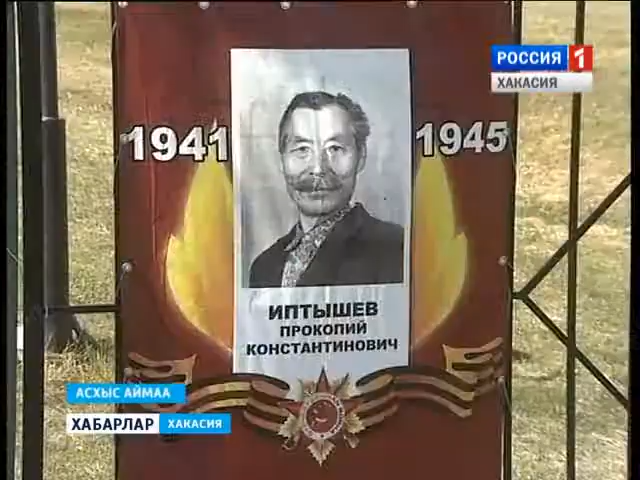 РОССИЯ 1
ХАКАСИЯ
1941
1945
ИПТЫШЕВ
ПРОКОПИЙ
КОНСТАНТИНОВИЧ
АСХЫС АЙМАА
ХАБАРЛАР ХАКАСИЯ